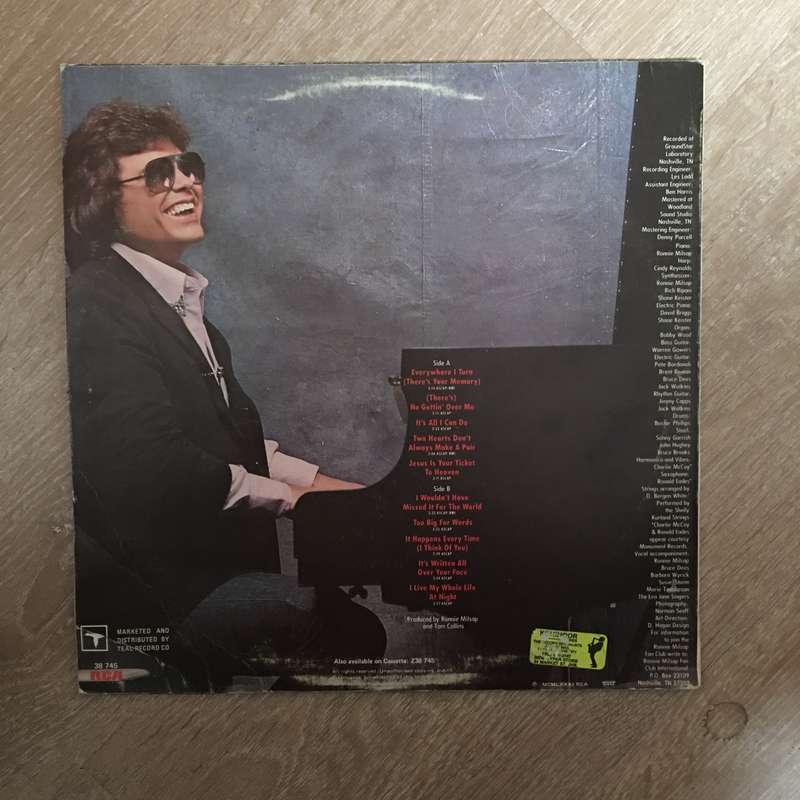 Side A
Everywhere I Turn
(There's Your Memory)
(There's)
No Gettin' Over Me
It's All I Can Do
Two Hearts Don't
Always Make A Pair
Jesus Is Your Ticket
To Heaven
Side B
I Wouldn't Have
Missed It For The World
Too Big For Words
It Happens Every Time
(I Think Of You)
It's Written All
Over Your Face
I Live My Whole Life
At Night
Produced by Ronnie Milsap
and Tom Collins
Recorded at
GroundStar
Laboratory
Nashville, TN
Recording Engineer:
Les Ladd
Assistant Engineer:
Ben Harris
Mastered at
Woodland
Sound Studio
Nashville, TN
Mastering Engineer:
Denny Purcell
Piano:
Ronnie Milsap
Harp:
Cindy Reynolds
Synthesizer:
Ronnie Milsap
Rich Ripani
Shane Keister
Electric Piano:
David Briggs
Shane Keister
Organ:
Bobby Wood
Bass Guitar:
Warren Gowers
Electric Guitar:
Pete Bordonali
Brent Rowan
Bruce Dees
Jack Watkins
Rhythm Guitar:
Jimmy Capps
Jack Watkins
Drums:
Buster Phillips
Steel:
Sonny Garrish
John Hughey
Bruce Brooks
Harmonica and Vibes:
Charlie McCoy*
Saxophone:
Ronald Eades*
Strings arranged by
D. Bergen White
Performed by
the Shelly
Kurland Strings
*Charlie McCoy
& Ronald Eades
appear courtesy
Monument Records.
Vocal accompaniment:
Ronnie Milsap
Bruce Dees
Barbara Wyrick
Suzie Storm
Marie Tomlinson
The Lea Jane Singers
Photography:
Norman Seeff
Art Direction:
D. Hogan Design
For information
to join the
Ronnie Milsap
Fan Club write to:
Ronnie Milsap Fan
Club International
P.O. Box 23109
Nashville, TN
MARKETED AND
DISTRIBUTED BY
TEAL RECORD CO
38 745
RCA
Also available on Cassette: Z38 745